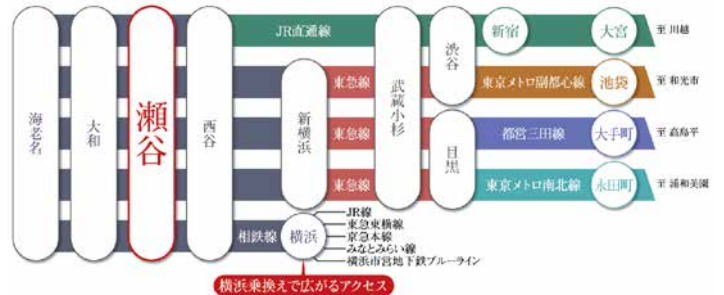 海老名
大和
瀬谷
西谷
JR直通線
新横浜
東急線
東急線
東急線
武蔵小杉
渋谷
目黒
新宿
大宮
至 川越
東京メトロ副都心線
池袋
至 和光市
都営三田線
大手町
至 高島平
東京メトロ南北線
永田町
至 浦和美園
相鉄線
横浜
JR線
東急東横線
京急本線
みなとみらい線
横浜市営地下鉄ブルーライン
横浜乗換えで広がるアクセス